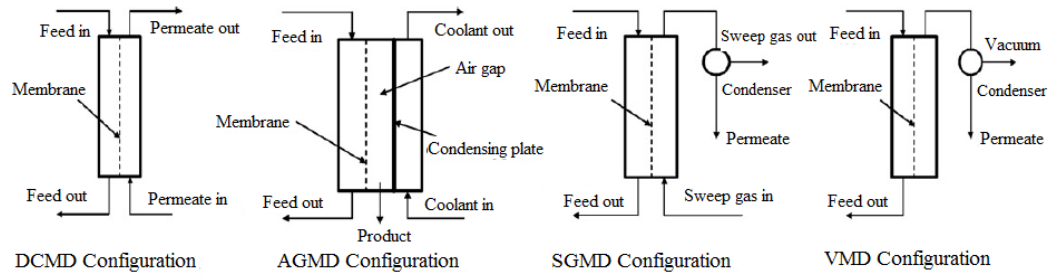 Feed in
Permeate out
Membrane
Feed out
Permeate in
DCMD Configuration
Feed in
Coolant out
Air gap
Membrane
Condensing plate
Feed out
Coolant in
Product
AGMD Configuration
Feed in
Sweep gas out
Membrane
Condenser
Permeate
Feed out
Sweep gas in
SGMD Configuration
Feed in
Vacuum
Membrane
Condenser
Permeate
Feed out
VMD Configuration